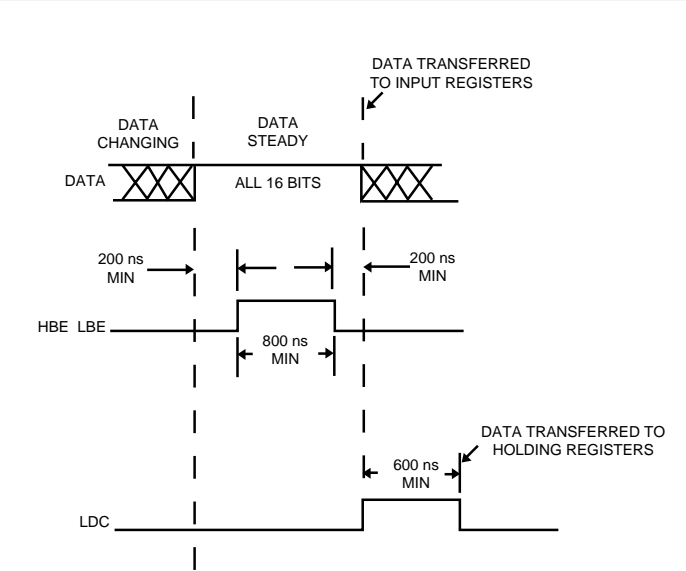 DATA TRANSFERRED
TO INPUT REGISTERS
DATA
CHANGING
DATA
STEADY
DATA
ALL 16 BITS
200 ns
MIN
200 ns
MIN
HBE LBE
800 ns
MIN
DATA TRANSFERRED TO
HOLDING REGISTERS
600 ns
MIN
LDC